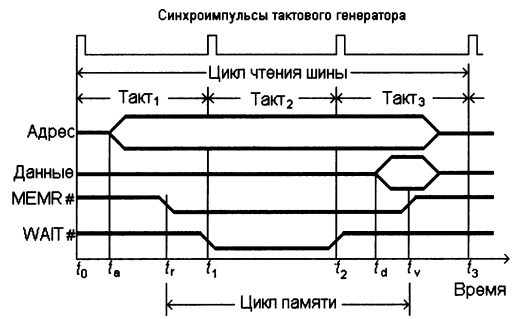 Синхроимпульсы тактового генератора
Цикл чтения шины
Такт1 Такт2 Такт3
Адрес
Данные
MEMR#
WAIT#
t0 ta tr t1 t2 td tv t3
Время
Цикл памяти